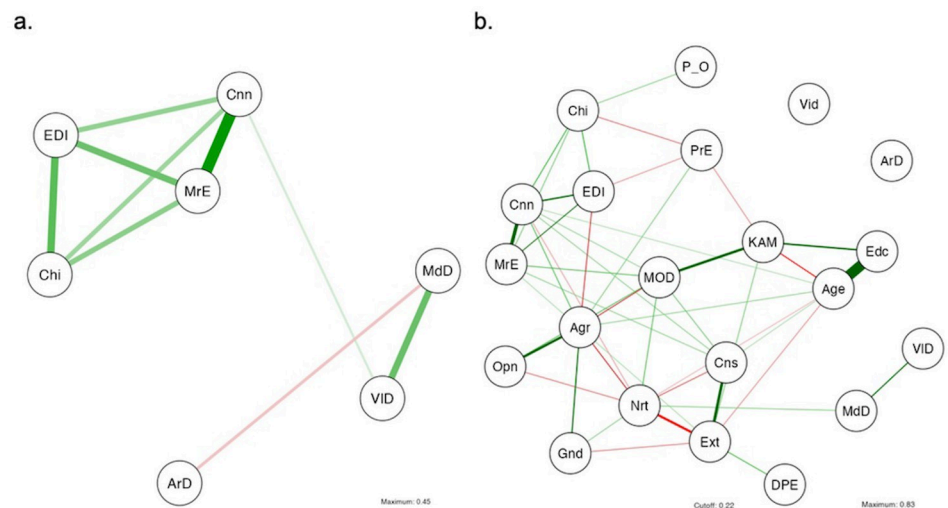 a.
Cnn
EDI
MrE
Chi
MdD
VID
ArD
Maximum: 0.45
b.
P_O
Vid
Chi
PrE
ArD
EDI
Cnn
KAM
Edc
MrE
MOD
Age
Agr
VID
Opn
Cns
Nrt
MdD
Ext
Gnd
DPE
Cutoff: 0.22
Maximum: 0.83